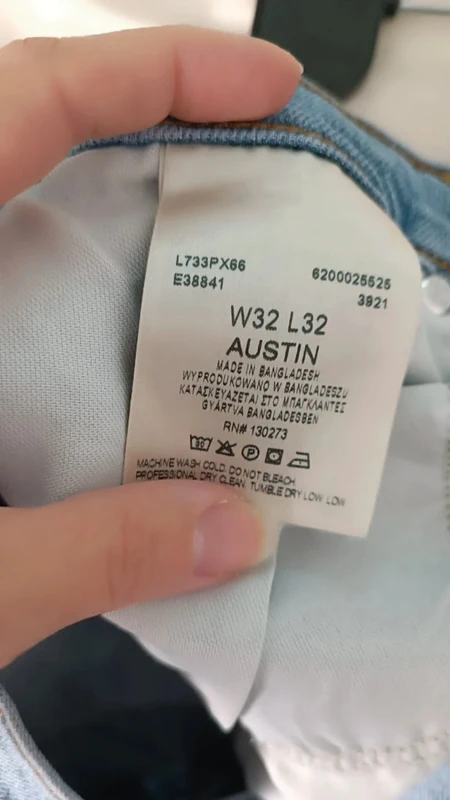 L733PX66
E38841
6200025525
3921
W32 L32
AUSTIN
MADE IN BANGLADESH
WYPRODUKOWANO W BANGLADESZU
ΚΑΤΑΣΚΕΥΑΖΕΤΑΙ ΣΤΟ ΜΠΑΓΚΛΑΝΤΕΣ
GYÁRTVA BANGLADESBEN
RN# 130273
30 P
MACHINE WASH COLD. DO NOT BLEACH
PROFESSIONAL DRY CLEAN. TUMBLE DRY LOW. LOW